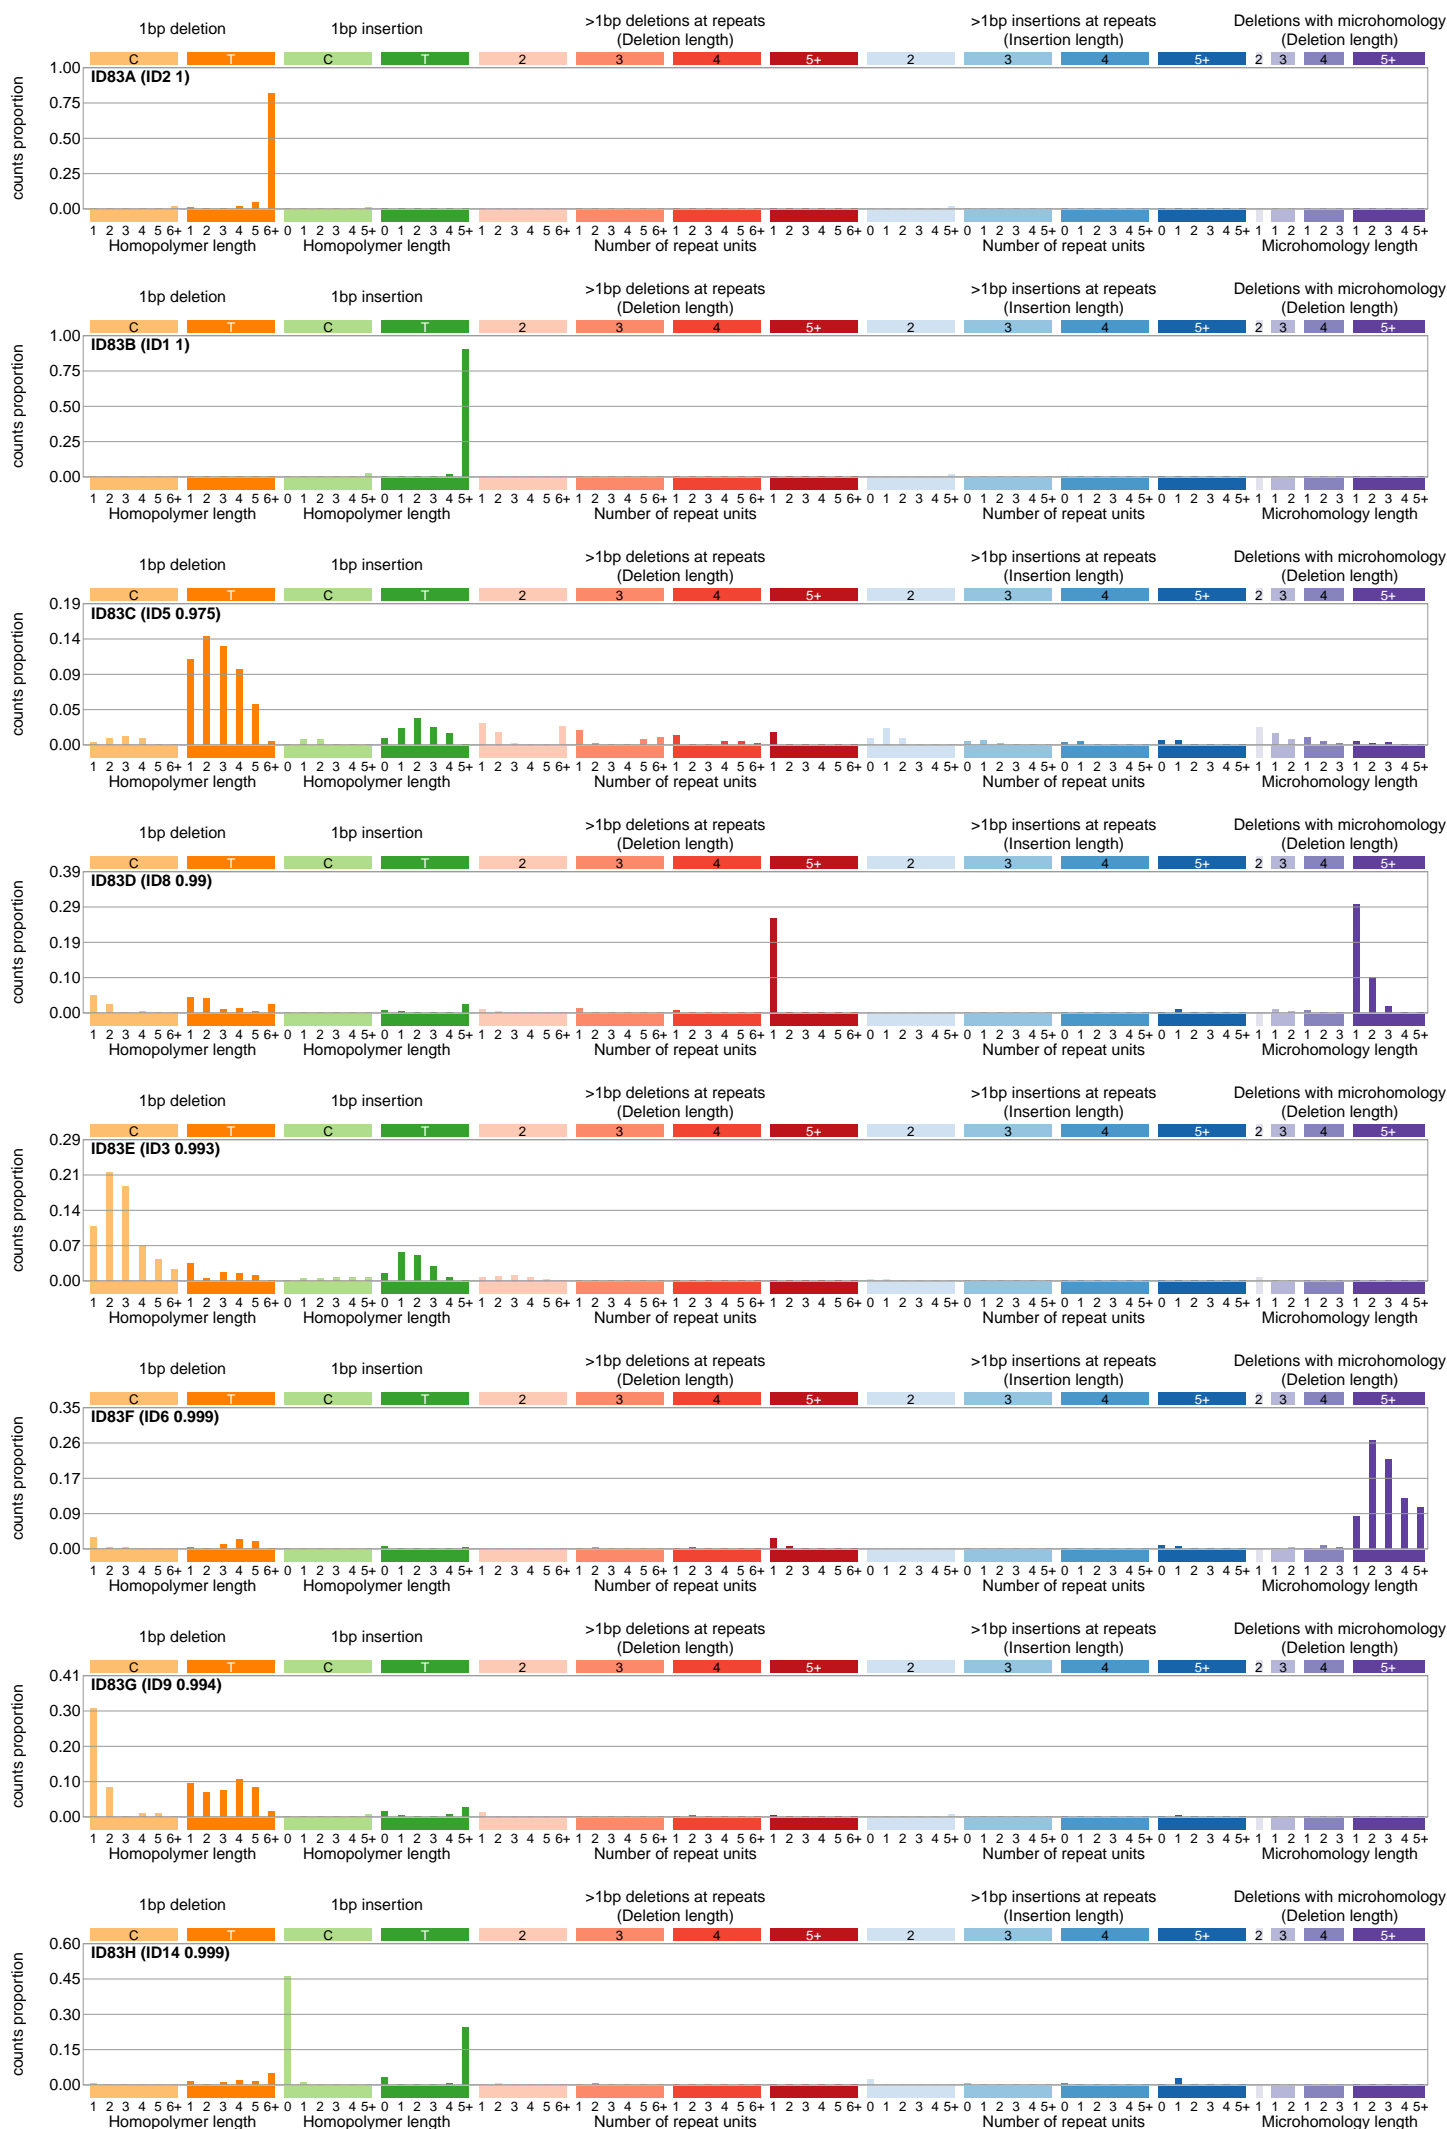 1bp deletion 1bp insertion >1bp deletions at repeats >1bp insertions at repeats Deletions with microhomology
(Deletion length) (Insertion length) (Deletion length)
C T C T 2 3 4 5+ 2 3 4 5+ 2 3 4 5+
1.00 ID83A (ID2 1)
0.75
counts proportion
0.50
0.25
0.00
1 2 3 4 5 6+ 1 2 3 4 5 6+ 0 1 2 3 4 5+ 0 1 2 3 4 5+ 1 2 3 4 5 6+ 1 2 3 4 5 6+ 1 2 3 4 5 6+ 1 2 3 4 5 6+ 0 1 2 3 4 5+ 0 1 2 3 4 5+ 0 1 2 3 4 5+ 0 1 2 3 4 5+ 1 1 2 1 2 3 1 2 3 4 5+
Homopolymer length Homopolymer length Number of repeat units Number of repeat units Microhomology length
1bp deletion 1bp insertion >1bp deletions at repeats >1bp insertions at repeats Deletions with microhomology
(Deletion length) (Insertion length) (Deletion length)
C T C T 2 3 4 5+ 2 3 4 5+ 2 3 4 5+
1.00 ID83B (ID1 1)
0.75
counts proportion
0.50
0.25
0.00
1 2 3 4 5 6+ 1 2 3 4 5 6+ 0 1 2 3 4 5+ 0 1 2 3 4 5+ 1 2 3 4 5 6+ 1 2 3 4 5 6+ 1 2 3 4 5 6+ 1 2 3 4 5 6+ 0 1 2 3 4 5+ 0 1 2 3 4 5+ 0 1 2 3 4 5+ 0 1 2 3 4 5+ 1 1 2 1 2 3 1 2 3 4 5+
Homopolymer length Homopolymer length Number of repeat units Number of repeat units Microhomology length
1bp deletion 1bp insertion >1bp deletions at repeats >1bp insertions at repeats Deletions with microhomology
(Deletion length) (Insertion length) (Deletion length)
C T C T 2 3 4 5+ 2 3 4 5+ 2 3 4 5+
0.19 ID83C (ID5 0.975)
0.14
counts proportion
0.09
0.05
0.00
1 2 3 4 5 6+ 1 2 3 4 5 6+ 0 1 2 3 4 5+ 0 1 2 3 4 5+ 1 2 3 4 5 6+ 1 2 3 4 5 6+ 1 2 3 4 5 6+ 1 2 3 4 5 6+ 0 1 2 3 4 5+ 0 1 2 3 4 5+ 0 1 2 3 4 5+ 0 1 2 3 4 5+ 1 1 2 1 2 3 1 2 3 4 5+
Homopolymer length Homopolymer length Number of repeat units Number of repeat units Microhomology length
1bp deletion 1bp insertion >1bp deletions at repeats >1bp insertions at repeats Deletions with microhomology
(Deletion length) (Insertion length) (Deletion length)
C T C T 2 3 4 5+ 2 3 4 5+ 2 3 4 5+
0.39 ID83D (ID8 0.99)
0.29
counts proportion
0.19
0.10
0.00
1 2 3 4 5 6+ 1 2 3 4 5 6+ 0 1 2 3 4 5+ 0 1 2 3 4 5+ 1 2 3 4 5 6+ 1 2 3 4 5 6+ 1 2 3 4 5 6+ 1 2 3 4 5 6+ 0 1 2 3 4 5+ 0 1 2 3 4 5+ 0 1 2 3 4 5+ 0 1 2 3 4 5+ 1 1 2 1 2 3 1 2 3 4 5+
Homopolymer length Homopolymer length Number of repeat units Number of repeat units Microhomology length
1bp deletion 1bp insertion >1bp deletions at repeats >1bp insertions at repeats Deletions with microhomology
(Deletion length) (Insertion length) (Deletion length)
C T C T 2 3 4 5+ 2 3 4 5+ 2 3 4 5+
0.29 ID83E (ID3 0.993)
0.21
counts proportion
0.14
0.07
0.00
1 2 3 4 5 6+ 1 2 3 4 5 6+ 0 1 2 3 4 5+ 0 1 2 3 4 5+ 1 2 3 4 5 6+ 1 2 3 4 5 6+ 1 2 3 4 5 6+ 1 2 3 4 5 6+ 0 1 2 3 4 5+ 0 1 2 3 4 5+ 0 1 2 3 4 5+ 0 1 2 3 4 5+ 1 1 2 1 2 3 1 2 3 4 5+
Homopolymer length Homopolymer length Number of repeat units Number of repeat units Microhomology length
1bp deletion 1bp insertion >1bp deletions at repeats >1bp insertions at repeats Deletions with microhomology
(Deletion length) (Insertion length) (Deletion length)
C T C T 2 3 4 5+ 2 3 4 5+ 2 3 4 5+
0.35 ID83F (ID6 0.999)
0.26
counts proportion
0.17
0.09
0.00
1 2 3 4 5 6+ 1 2 3 4 5 6+ 0 1 2 3 4 5+ 0 1 2 3 4 5+ 1 2 3 4 5 6+ 1 2 3 4 5 6+ 1 2 3 4 5 6+ 1 2 3 4 5 6+ 0 1 2 3 4 5+ 0 1 2 3 4 5+ 0 1 2 3 4 5+ 0 1 2 3 4 5+ 1 1 2 1 2 3 1 2 3 4 5+
Homopolymer length Homopolymer length Number of repeat units Number of repeat units Microhomology length
1bp deletion 1bp insertion >1bp deletions at repeats >1bp insertions at repeats Deletions with microhomology
(Deletion length) (Insertion length) (Deletion length)
C T C T 2 3 4 5+ 2 3 4 5+ 2 3 4 5+
0.41 ID83G (ID9 0.994)
0.30
counts proportion
0.20
0.10
0.00
1 2 3 4 5 6+ 1 2 3 4 5 6+ 0 1 2 3 4 5+ 0 1 2 3 4 5+ 1 2 3 4 5 6+ 1 2 3 4 5 6+ 1 2 3 4 5 6+ 1 2 3 4 5 6+ 0 1 2 3 4 5+ 0 1 2 3 4 5+ 0 1 2 3 4 5+ 0 1 2 3 4 5+ 1 1 2 1 2 3 1 2 3 4 5+
Homopolymer length Homopolymer length Number of repeat units Number of repeat units Microhomology length
1bp deletion 1bp insertion >1bp deletions at repeats >1bp insertions at repeats Deletions with microhomology
(Deletion length) (Insertion length) (Deletion length)
C T C T 2 3 4 5+ 2 3 4 5+ 2 3 4 5+
0.60 ID83H (ID14 0.999)
0.45
counts proportion
0.30
0.15
0.00
1 2 3 4 5 6+ 1 2 3 4 5 6+ 0 1 2 3 4 5+ 0 1 2 3 4 5+ 1 2 3 4 5 6+ 1 2 3 4 5 6+ 1 2 3 4 5 6+ 1 2 3 4 5 6+ 0 1 2 3 4 5+ 0 1 2 3 4 5+ 0 1 2 3 4 5+ 0 1 2 3 4 5+ 1 1 2 1 2 3 1 2 3 4 5+
Homopolymer length Homopolymer length Number of repeat units Number of repeat units Microhomology length